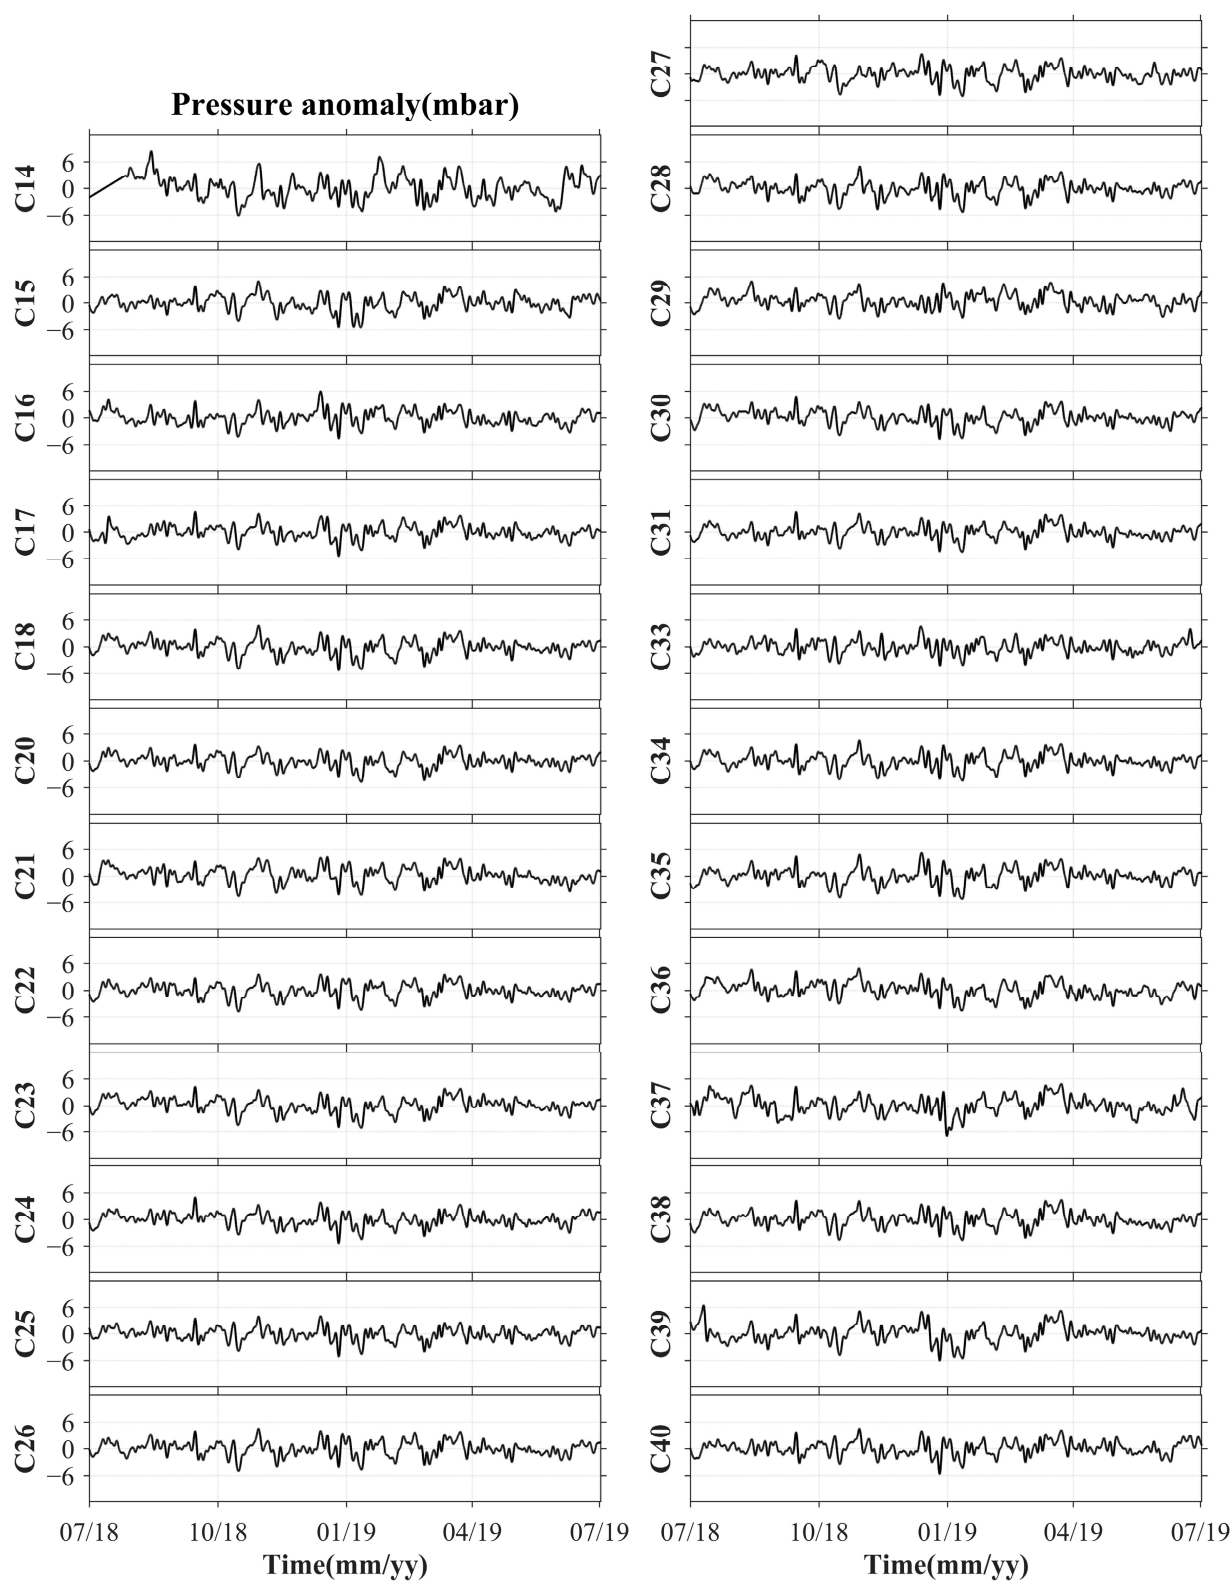 Pressure anomaly(mbar)
C14
6
0
−6
C15
6
0
−6
C16
6
0
−6
C17
6
0
−6
C18
6
0
−6
C20
6
0
−6
C21
6
0
−6
C22
6
0
−6
C23
6
0
−6
C24
6
0
−6
C25
6
0
−6
C26
6
0
−6
07/18 10/18 01/19 04/19 07/19
Time(mm/yy)
C27
C28
C29
C30
C31
C33
C34
C35
C36
C37
C38
C39
C40
07/18 10/18 01/19 04/19 07/19
Time(mm/yy)